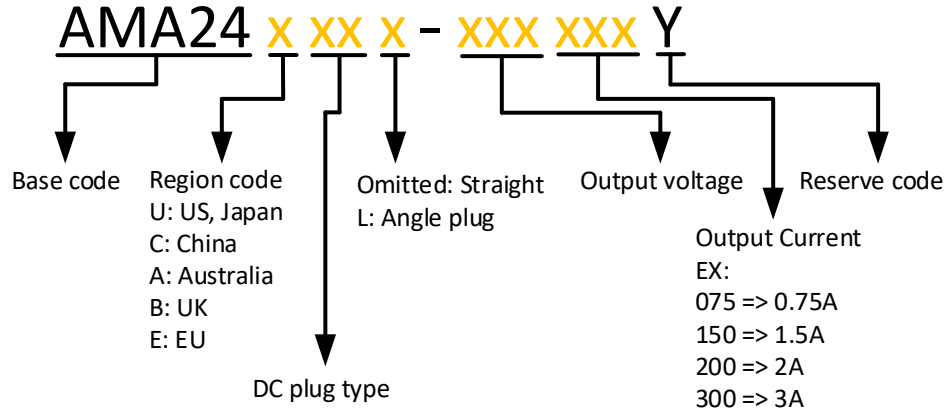 AMA24 x xx x - xxx xxx Y
Base code
Region code
U: US, Japan
C: China
A: Australia
B: UK
E: EU
DC plug type
Omitted: Straight
L: Angle plug
Output voltage
Output Current
EX:
075 => 0.75A
150 => 1.5A
200 => 2A
300 => 3A
Reserve code